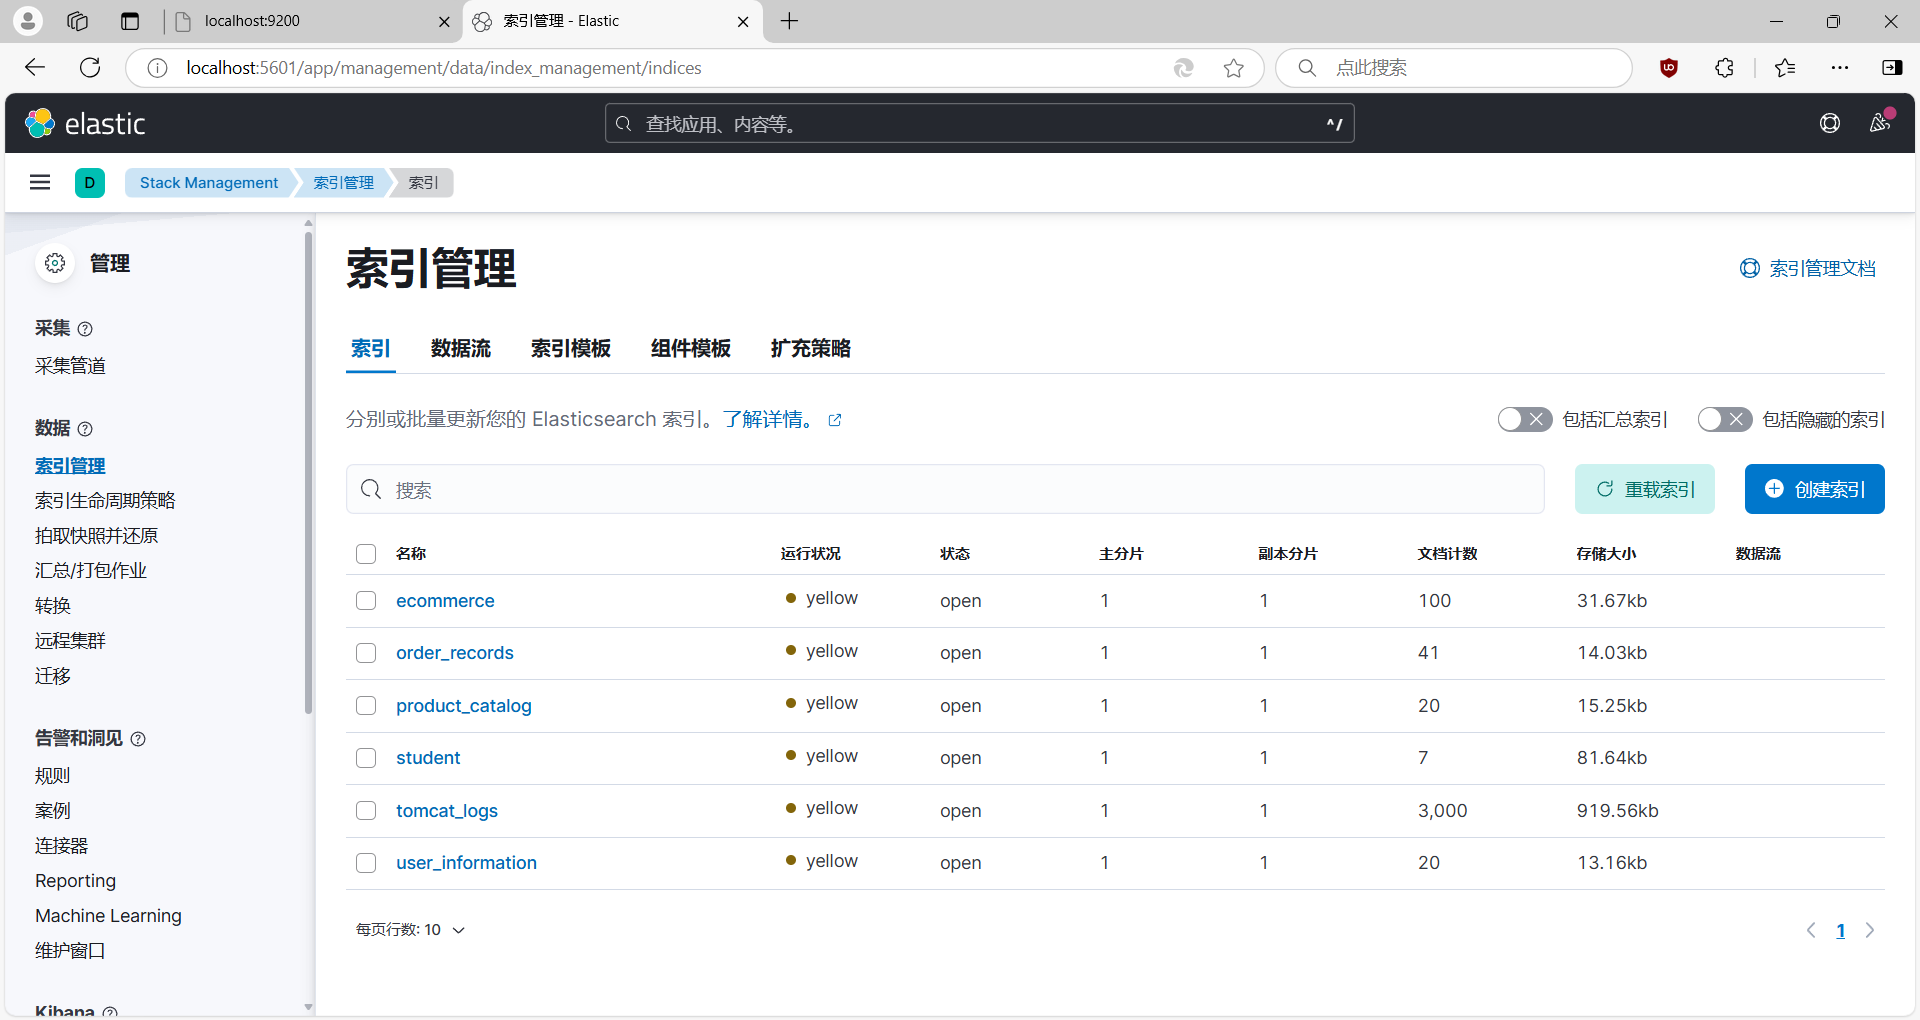 localhost:9200
索引管理 - Elastic
localhost:5601/app/management/data/index_management/indices
点此搜索
elastic
查找应用、内容等。
^/
D
Stack Management
索引管理
索引
管理
采集
采集管道
数据
索引管理
索引生命周期策略
拍取快照并还原
汇总/打包作业
转换
远程集群
迁移
告警和洞见
规则
案例
连接器
Reporting
Machine Learning
维护窗口
Kibana
索引管理
索引管理文档
索引 数据流 索引模板 组件模板 扩充策略
分别或批量更新您的 Elasticsearch 索引。了解详情。
包括汇总索引
包括隐藏的索引
搜索
重载索引
创建索引
名称 运行状况 状态 主分片 副本分片 文档计数 存储大小 数据流
ecommerce yellow open 1 1 100 31.67kb
order_records yellow open 1 1 41 14.03kb
product_catalog yellow open 1 1 20 15.25kb
student yellow open 1 1 7 81.64kb
tomcat_logs yellow open 1 1 3,000 919.56kb
user_information yellow open 1 1 20 13.16kb
每页行数: 10
1